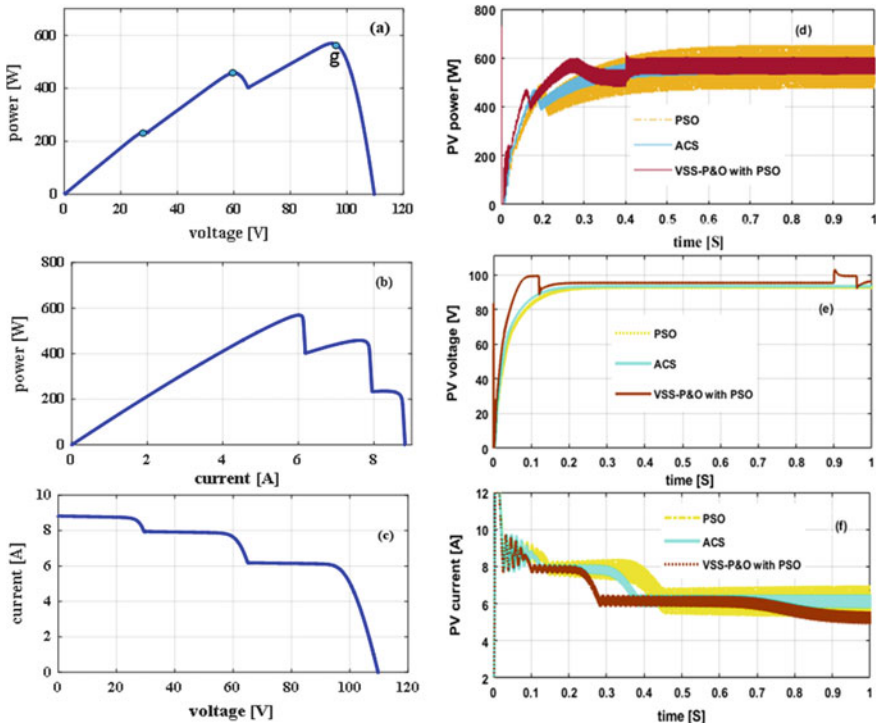 (a)
power [W]
600
400
200
0
0 20 40 60 80 100 120
voltage [V]
(b)
power [W]
800
600
400
200
0
0 2 4 6 8
current [A]
(c)
current [A]
10
8
6
4
2
0
0 20 40 60 80 100 120
voltage [V]
(d)
PV power [W]
800
600
400
200
0
0 0.1 0.2 0.3 0.4 0.5 0.6 0.7 0.8 0.9 1
PSO
ACS
VSS-P&O with PSO
time [S]
(e)
PV voltage [V]
100
80
60
40
20
0
0 0.1 0.2 0.3 0.4 0.5 0.6 0.7 0.8 0.9 1
PSO
ACS
VSS-P&O with PSO
time [S]
(f)
PV current [A]
12
10
8
6
4
2
0 0.1 0.2 0.3 0.4 0.5 0.6 0.7 0.8 0.9 1
PSO
ACS
VSS-P&O with PSO
time [S]